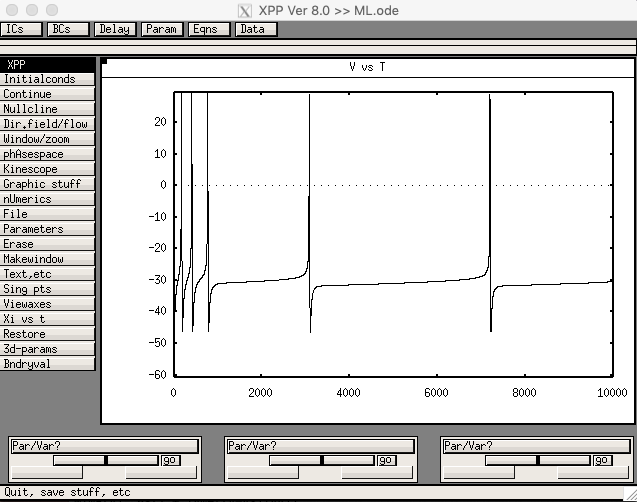 XPP Ver 8.0 >> ML.ode
ICs BCs Delay Param Eqns Data
XPP
Initialconds
Continue
Nullcline
Dir.field/flow
Window/zoom
phAsespace
Kinescope
Graphic stuff
nUmerics
File
Parameters
Erase
Makewindow
Text,etc
Sing pts
Viewaxes
Xi vs t
Restore
3d-params
Bndryval
V vs T
20
10
0
-10
-20
-30
-40
-50
-60
0 2000 4000 6000 8000 10000
Par/Var? Par/Var? Par/Var?
go go go
Quit, save stuff, etc